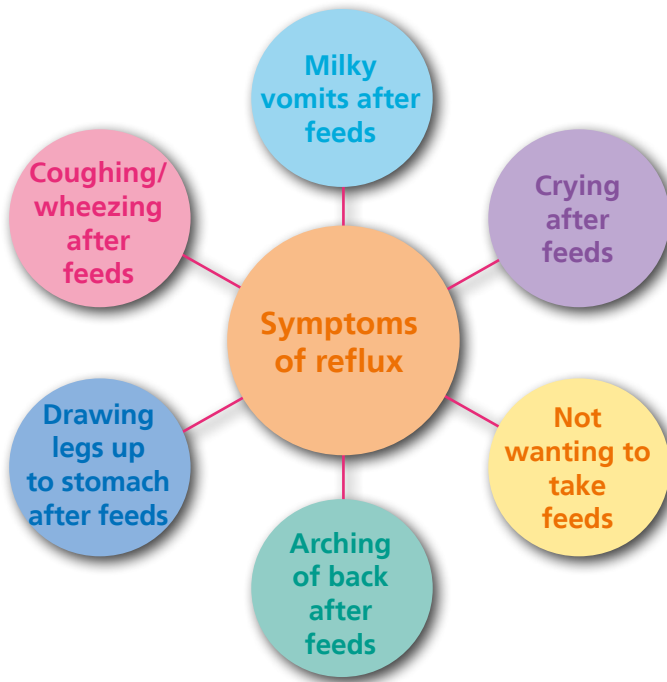 Milky
vomits after
feeds
Coughing/
wheezing
after
feeds
Crying
after
feeds
Symptoms
of reflux
Drawing
legs up
to stomach
after feeds
Not
wanting to
take
feeds
Arching
of back
after
feeds